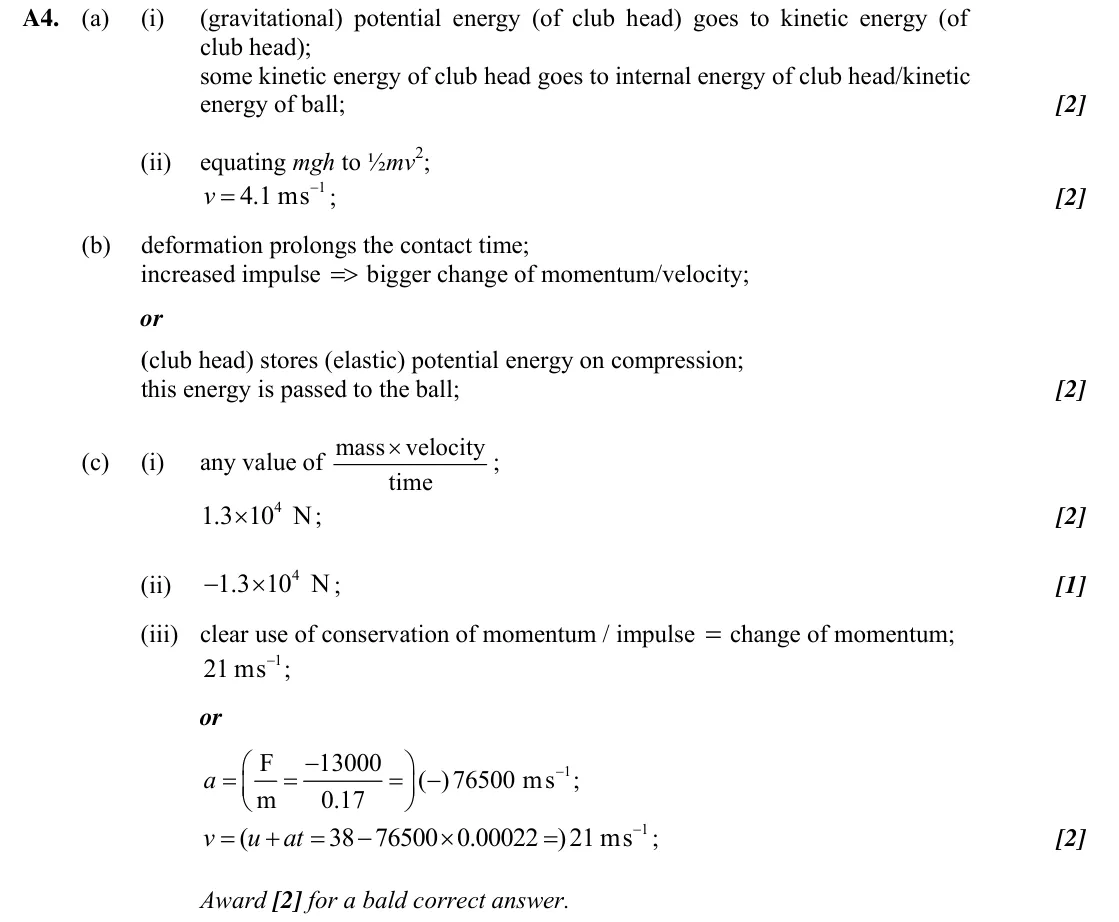 A4. (a) (i) (gravitational) potential energy (of club head) goes to kinetic energy (of
club head);
some kinetic energy of club head goes to internal energy of club head/kinetic
energy of ball; [2]
(ii) equating mgh to ½mv²;
v = 4.1 ms⁻¹; [2]
(b) deformation prolongs the contact time;
increased impulse => bigger change of momentum/velocity;
or
(club head) stores (elastic) potential energy on compression;
this energy is passed to the ball; [2]
(c) (i) any value of mass × velocity / time ;
1.3×10⁴ N; [2]
(ii) −1.3×10⁴ N; [1]
(iii) clear use of conservation of momentum / impulse = change of momentum;
21 ms⁻¹;
or
a = (F/m = −13000/0.17 =) (−) 76500 ms⁻¹;
v = (u + at = 38 − 76500 × 0.00022 =) 21 ms⁻¹; [2]
Award [2] for a bald correct answer.